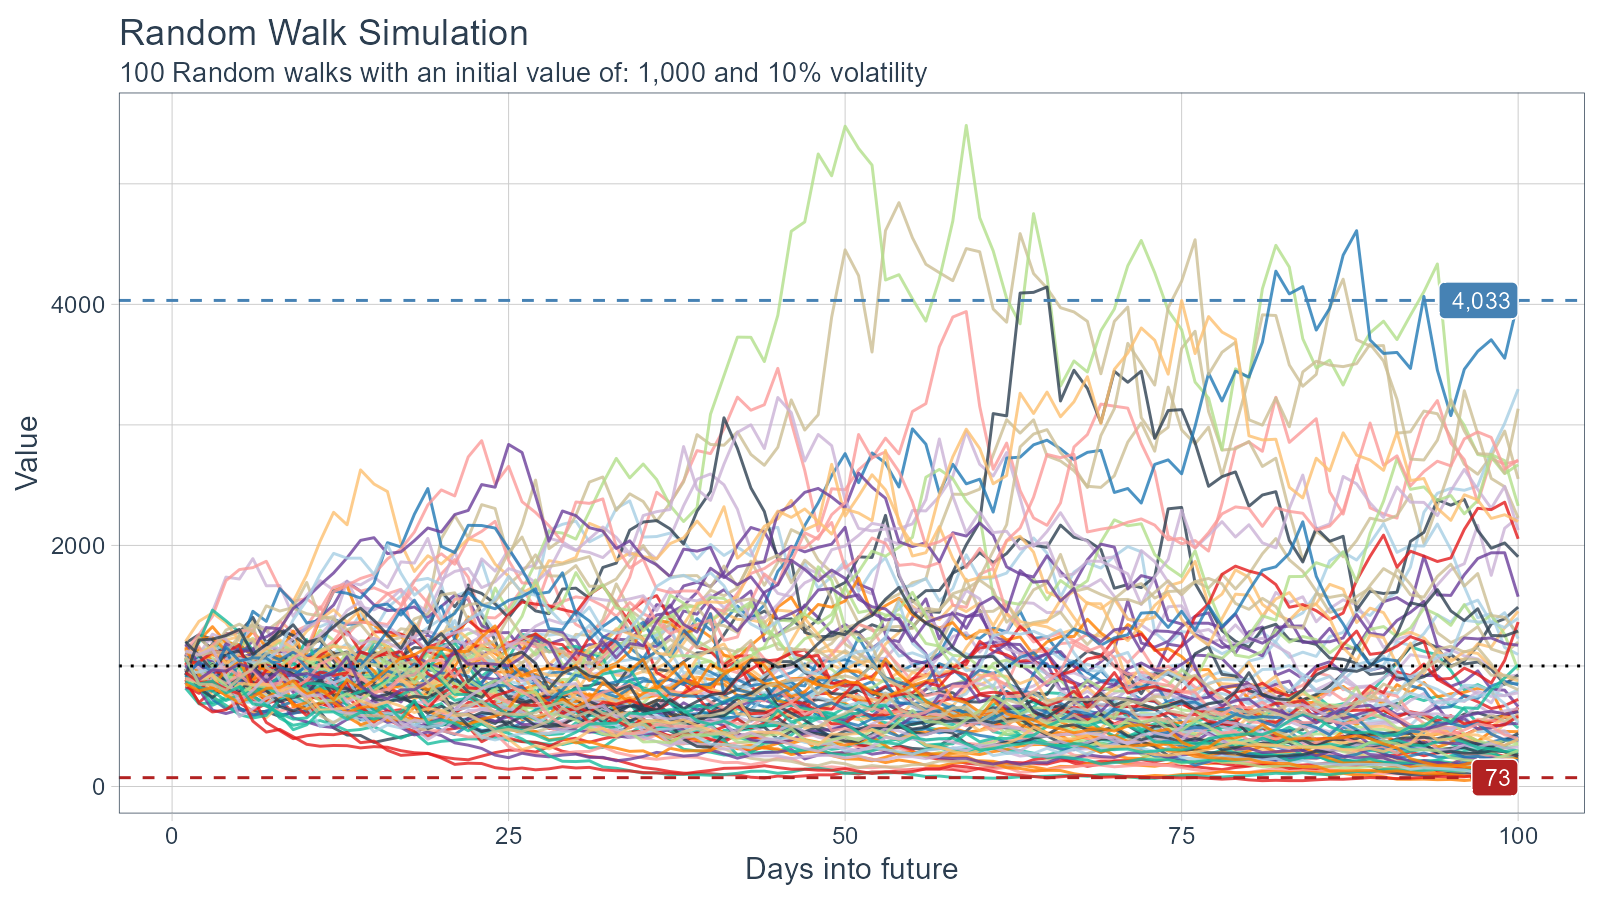 Random Walk Simulation
100 Random walks with an initial value of: 1,000 and 10% volatility
Value
4000
2000
0
4,033
73
0
25
50
75
100
Days into future